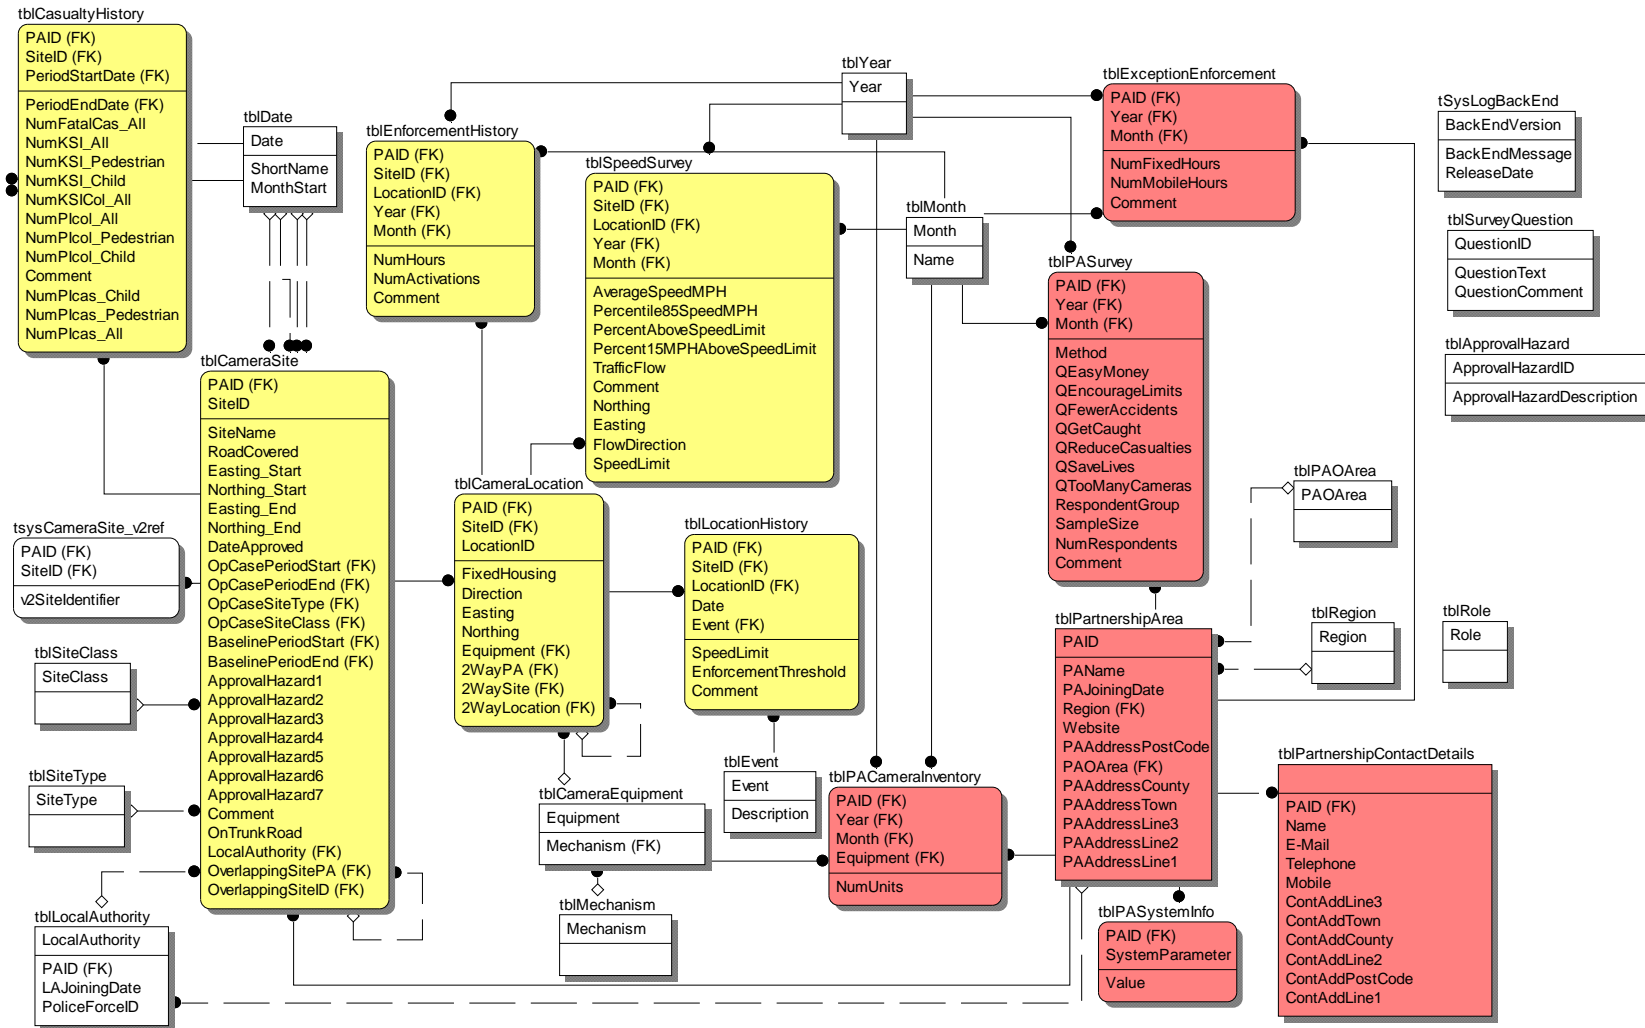 tblCasualtyHistory
PAID (FK)
SiteID (FK)
PeriodStartDate (FK)
PeriodEndDate (FK)
NumFatalCas_All
NumKSI_All
NumKSI_Pedestrian
NumKSI_Child
NumKSICol_All
NumPIcol_All
NumPIcol_Pedestrian
NumPIcol_Child
Comment
NumPIcas_Child
NumPIcas_Pedestrian
NumPIcas_All
tblDate
Date
ShortName
MonthStart
tblEnforcementHistory
PAID (FK)
SiteID (FK)
LocationID (FK)
Year (FK)
Month (FK)
NumHours
NumActivations
Comment
tblSpeedSurvey
PAID (FK)
SiteID (FK)
LocationID (FK)
Year (FK)
Month (FK)
AverageSpeedMPH
Percentile85SpeedMPH
PercentAboveSpeedLimit
Percent15MPHAboveSpeedLimit
TrafficFlow
Comment
Northing
Easting
FlowDirection
SpeedLimit
tblYear
Year
tblMonth
Month
Name
tblExceptionEnforcement
PAID (FK)
Year (FK)
Month (FK)
NumFixedHours
NumMobileHours
Comment
tSysLogBackEnd
BackEndVersion
BackEndMessage
ReleaseDate
tblSurveyQuestion
QuestionID
QuestionText
QuestionComment
tblApprovalHazard
ApprovalHazardID
ApprovalHazardDescription
tblPASurvey
PAID (FK)
Year (FK)
Month (FK)
Method
QEasyMoney
QEncourageLimits
QFewerAccidents
QGetCaught
QReduceCasualties
QSaveLives
QTooManyCameras
RespondentGroup
SampleSize
NumRespondents
Comment
tblCameraSite
PAID (FK)
SiteID
SiteName
RoadCovered
Easting_Start
Northing_Start
Easting_End
Northing_End
DateApproved
OpCasePeriodStart (FK)
OpCasePeriodEnd (FK)
OpCaseSiteType (FK)
OpCaseSiteClass (FK)
BaselinePeriodStart (FK)
BaselinePeriodEnd (FK)
ApprovalHazard1
ApprovalHazard2
ApprovalHazard3
ApprovalHazard4
ApprovalHazard5
ApprovalHazard6
ApprovalHazard7
Comment
OnTrunkRoad
LocalAuthority (FK)
OverlappingSitePA (FK)
OverlappingSiteID (FK)
tsysCameraSite_v2ref
PAID (FK)
SiteID (FK)
v2SiteIdentifier
tblSiteClass
SiteClass
tblSiteType
SiteType
tblLocalAuthority
LocalAuthority
PAID (FK)
LAJoiningDate
PoliceForceID
tblCameraLocation
PAID (FK)
SiteID (FK)
LocationID
FixedHousing
Direction
Easting
Northing
Equipment (FK)
2WayPA (FK)
2WaySite (FK)
2WayLocation (FK)
tblLocationHistory
PAID (FK)
SiteID (FK)
LocationID (FK)
Date
Event (FK)
SpeedLimit
EnforcementThreshold
Comment
tblEvent
Event
Description
tblCameraEquipment
Equipment
Mechanism (FK)
tblMechanism
Mechanism
tblPACameraInventory
PAID (FK)
Year (FK)
Month (FK)
Equipment (FK)
NumUnits
tblPartnershipArea
PAID
PAName
PAJoiningDate
Region (FK)
Website
PAAddressPostCode
PAOArea (FK)
PAAddressCounty
PAAddressTown
PAAddressLine3
PAAddressLine2
PAAddressLine1
tblPAOArea
PAOArea
tblRegion
Region
tblRole
Role
tblPASystemInfo
PAID (FK)
SystemParameter
Value
tblPartnershipContactDetails
PAID (FK)
Name
E-Mail
Telephone
Mobile
ContAddLine3
ContAddTown
ContAddCounty
ContAddLine2
ContAddPostCode
ContAddLine1